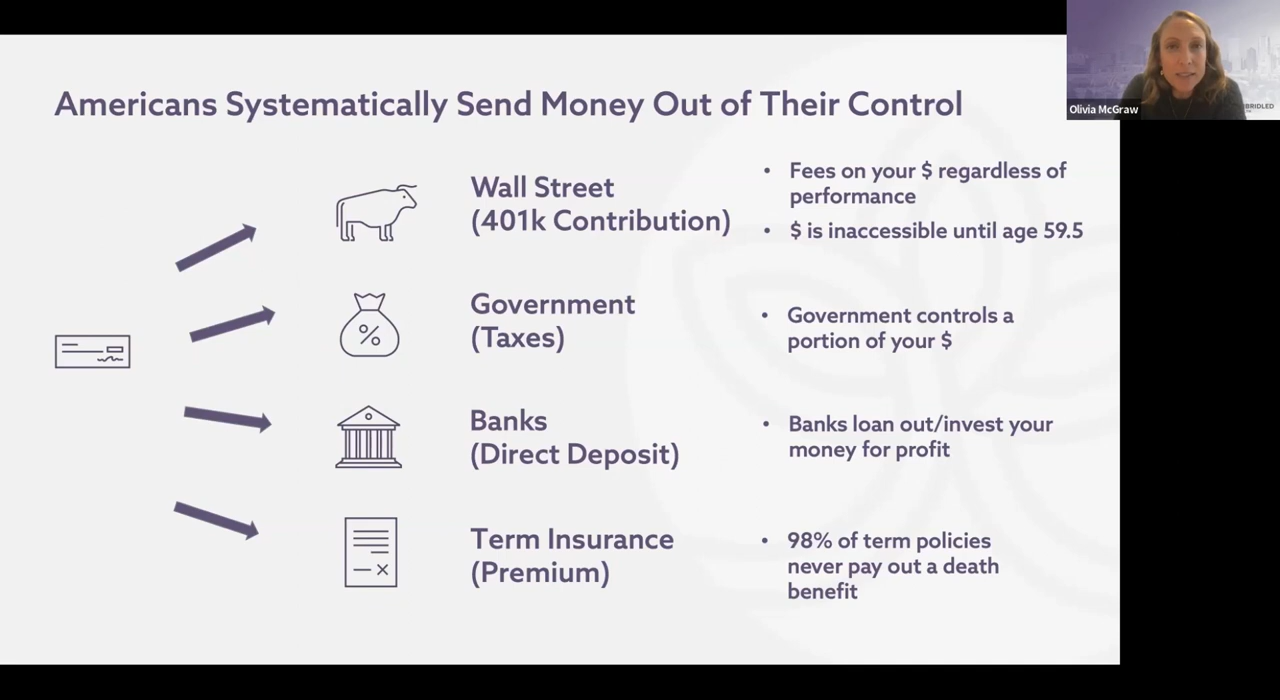 Americans Systematically Send Money Out of Their Control
Wall Street
(401k Contribution)
• Fees on your $ regardless of
performance
• $ is inaccessible until age 59.5
%
Government
(Taxes)
• Government controls a
portion of your $
Banks
(Direct Deposit)
• Banks loan out/invest your
money for profit
Term Insurance
(Premium)
• 98% of term policies
never pay out a death
benefit
Olivia McGraw
BRIDLED